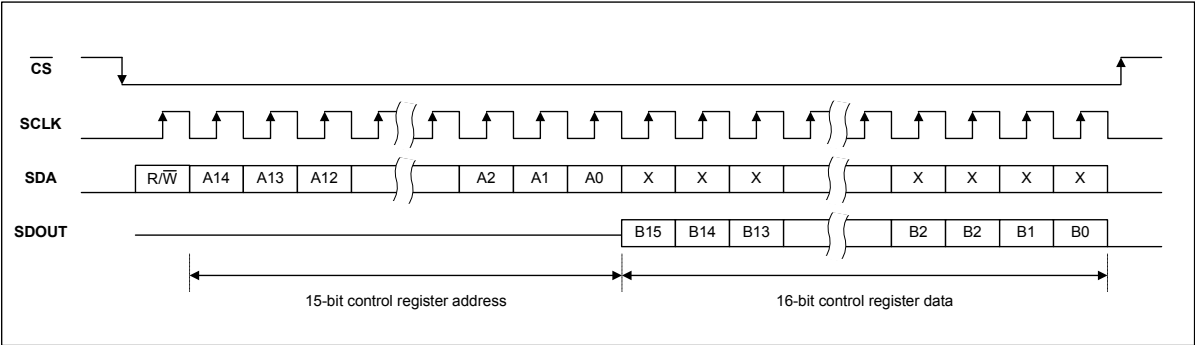 CS
SCLK
SDA R/W A14 A13 A12 A2 A1 A0 X X X X X X X
SDOUT B15 B14 B13 B2 B2 B1 B0
15-bit control register address 16-bit control register data